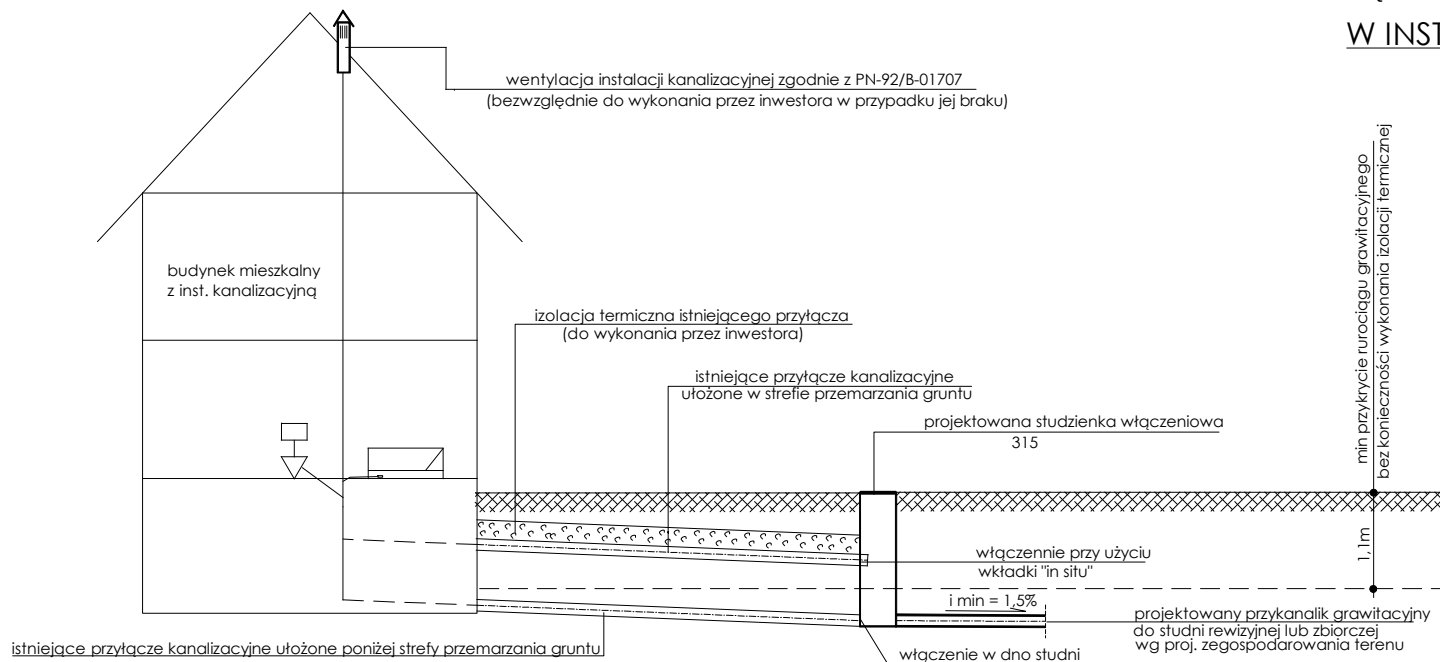 W INST
wentylacja instalacji kanalizacyjnej zgodnie z PN-92/B-01707
(bezwzględnie do wykonania przez inwestora w przypadku jej braku)
min przykrycie rurociągu grawitacyjnego
bez konieczności wykonania izolacji termicznej
budynek mieszkalny
z inst. kanalizacyjną
izolacja termiczna istniejącego przyłącza
(do wykonania przez inwestora)
istniejące przyłącze kanalizacyjne
ułożone w strefie przemarzania gruntu
projektowana studzienka włączeniowa
315
1,1m
włączennie przy użyciu
wkładki "in situ"
i min = 1,5%
projektowany przykanalik grawitacyjny
do studni rewizyjnej lub zbiorczej
wg proj. zegospodarowania terenu
istniejące przyłącze kanalizacyjne ułożone poniżej strefy przemarzania gruntu
włączenie w dno studni